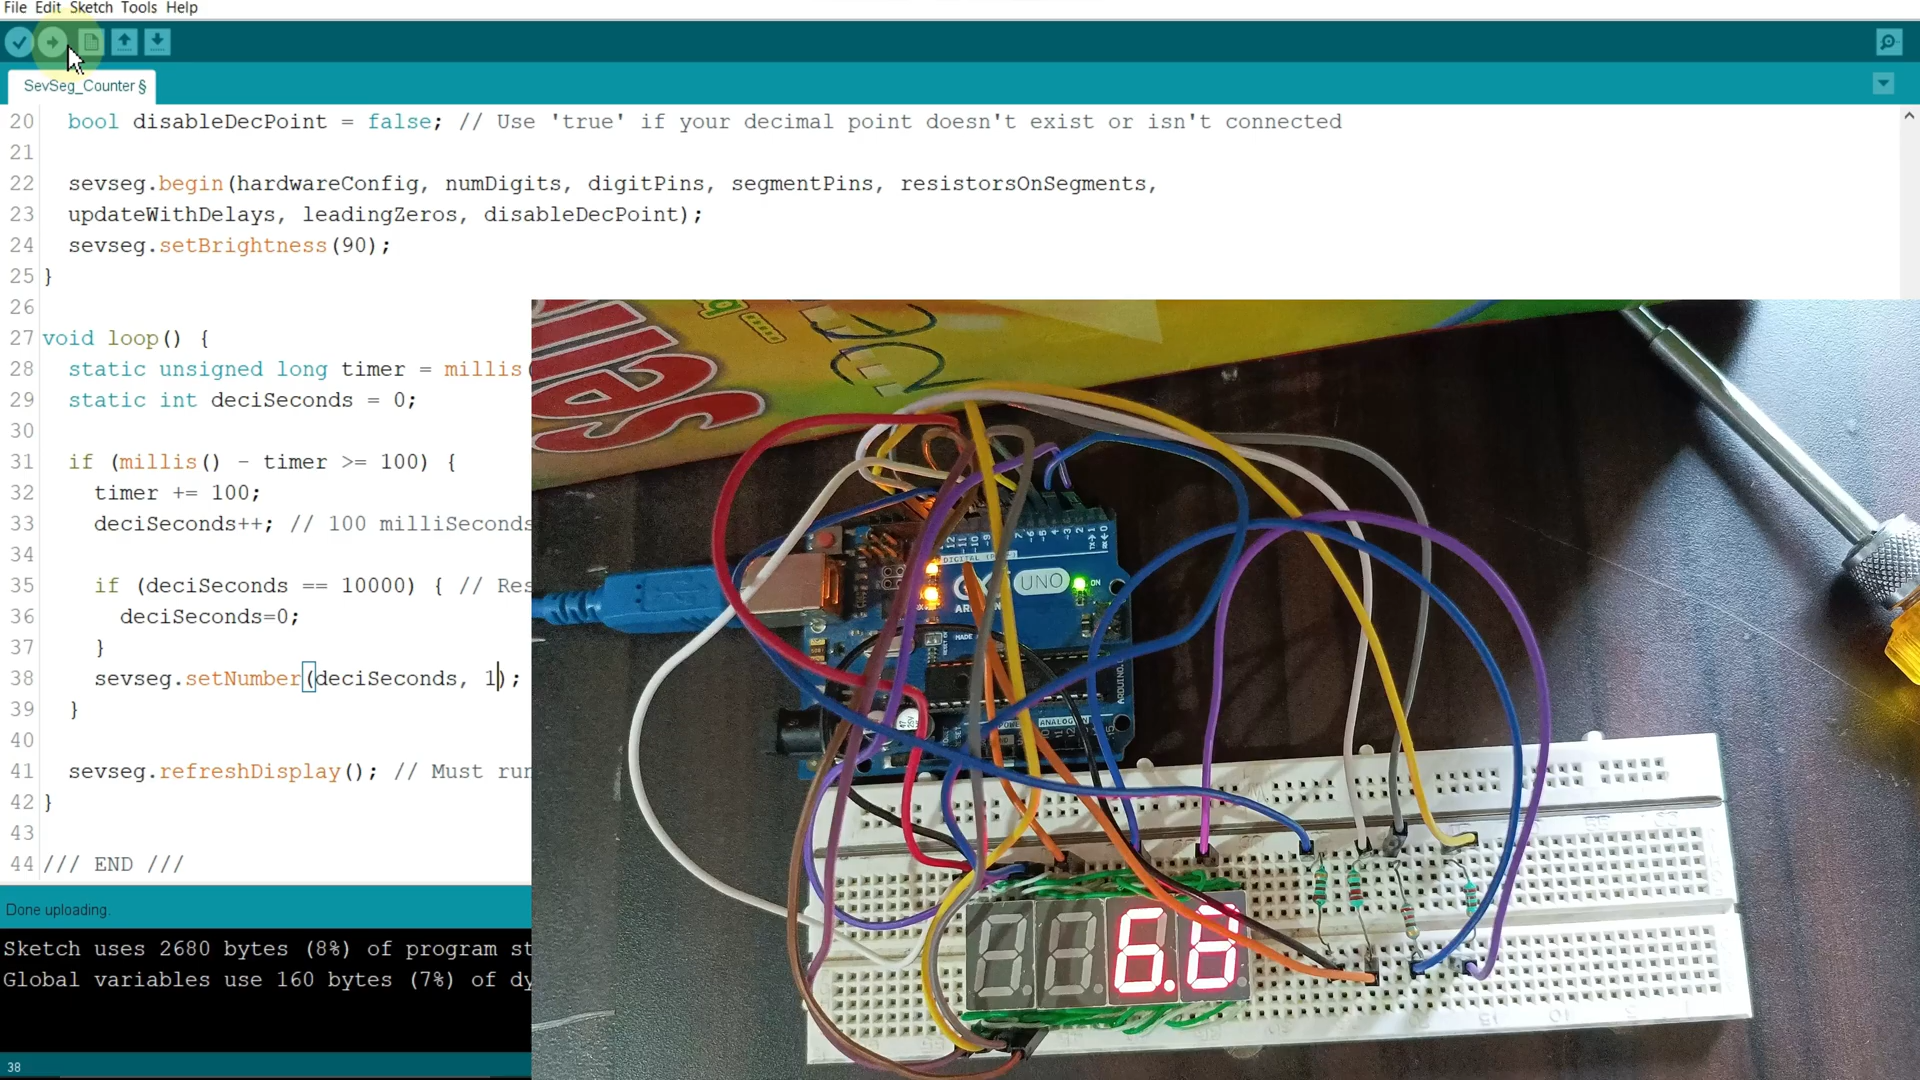 File Edit Sketch Tools Help
SevSeg_Counter §
20 bool disableDecPoint = false; // Use 'true' if your decimal point doesn't exist or isn't connected
21
22 sevseg.begin(hardwareConfig, numDigits, digitPins, segmentPins, resistorsOnSegments,
23 updateWithDelays, leadingZeros, disableDecPoint);
24 sevseg.setBrightness(90);
25 }
26
27 void loop() {
28 static unsigned long timer = millis(
29 static int deciSeconds = 0;
30
31 if (millis() - timer >= 100) {
32 timer += 100;
33 deciSeconds++; // 100 milliSeconds
34
35 if (deciSeconds == 10000) { // Res
36 deciSeconds=0;
37 }
38 sevseg.setNumber(deciSeconds, 1);
39 }
40
41 sevseg.refreshDisplay(); // Must run
42 }
43
44 /// END ///
Done uploading.
Sketch uses 2680 bytes (8%) of program st
Global variables use 160 bytes (7%) of dy
38
UNO
ON
DIGITAL
MADE
ANALOG
6.8